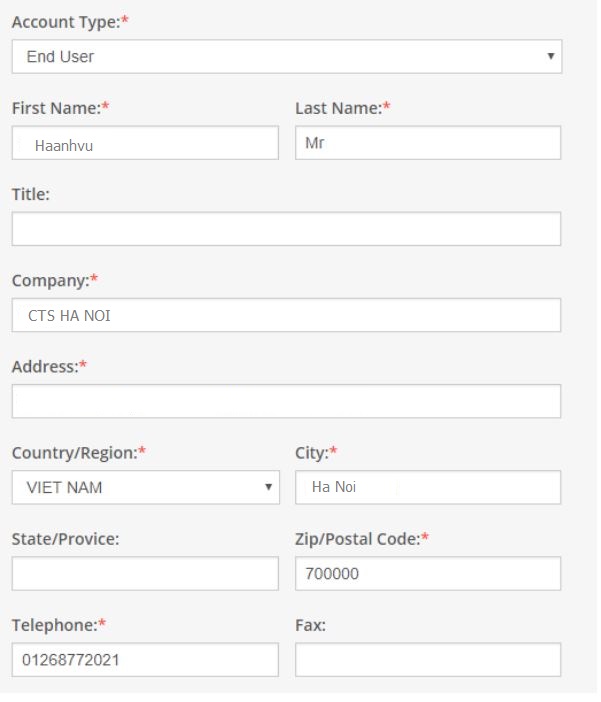 Account Type:*
End User
First Name:* Last Name:*
Haanhvu Mr
Title:
Company:*
CTS HA NOI
Address:*
Country/Region:* City:*
VIET NAM Ha Noi
State/Provice: Zip/Postal Code:*
700000
Telephone:* Fax:
01268772021